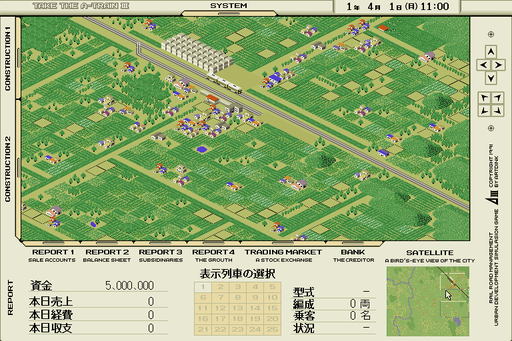 TAKE THE A-TRAIN III
SYSTEM
1年 4月 1日(月) 11:00
CONSTRUCTION 1
CONSTRUCTION 2
COPYRIGHT 1991
BY ARTDINK
RAIL ROAD MANAGEMENT
URBAN DEVELOPMENT SIMULATION GAME
REPORT 1
SALE ACCOUNTS
REPORT 2
BALANCE SHEET
REPORT 3
SUBSIDIARIES
REPORT 4
THE GROUTH
TRADING MARKET
A STOCK EXCHANGE
BANK
THE CREDITOR
SATELLITE
A BIRD'S-EYE VIEW OF THE CITY
REPORT
資金 5,000,000
本日売上 0
本日経費 0
本日収支 0
表示列車の選択
1 2 3 4 5
6 7 8 9 10
11 12 13 14 15
16 17 18 19 20
21 22 23 24 25
型式 −
編成 0 両
乗客 0 名
状況 −